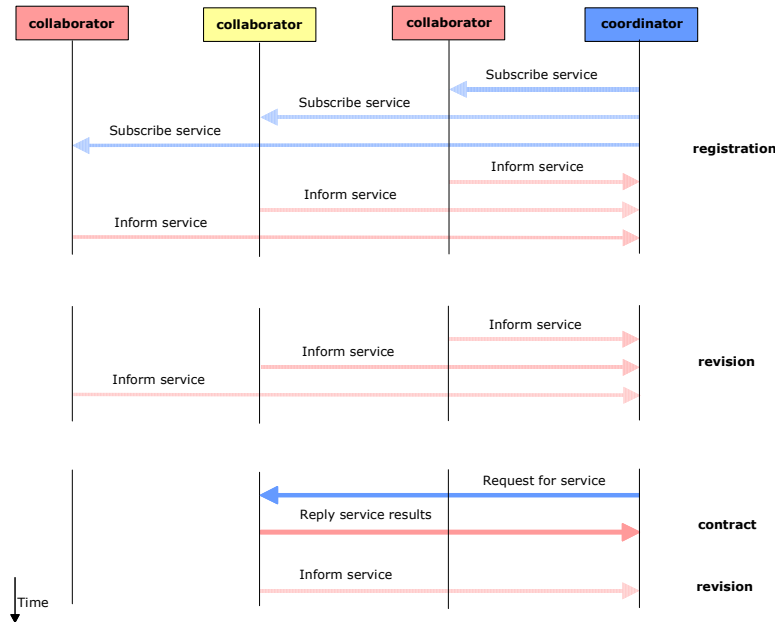 collaborator
collaborator
collaborator
coordinator
Subscribe service
Subscribe service
Subscribe service
registration
Inform service
Inform service
Inform service
Inform service
Inform service
revision
Inform service
Request for service
Reply service results
contract
Inform service
revision
Time